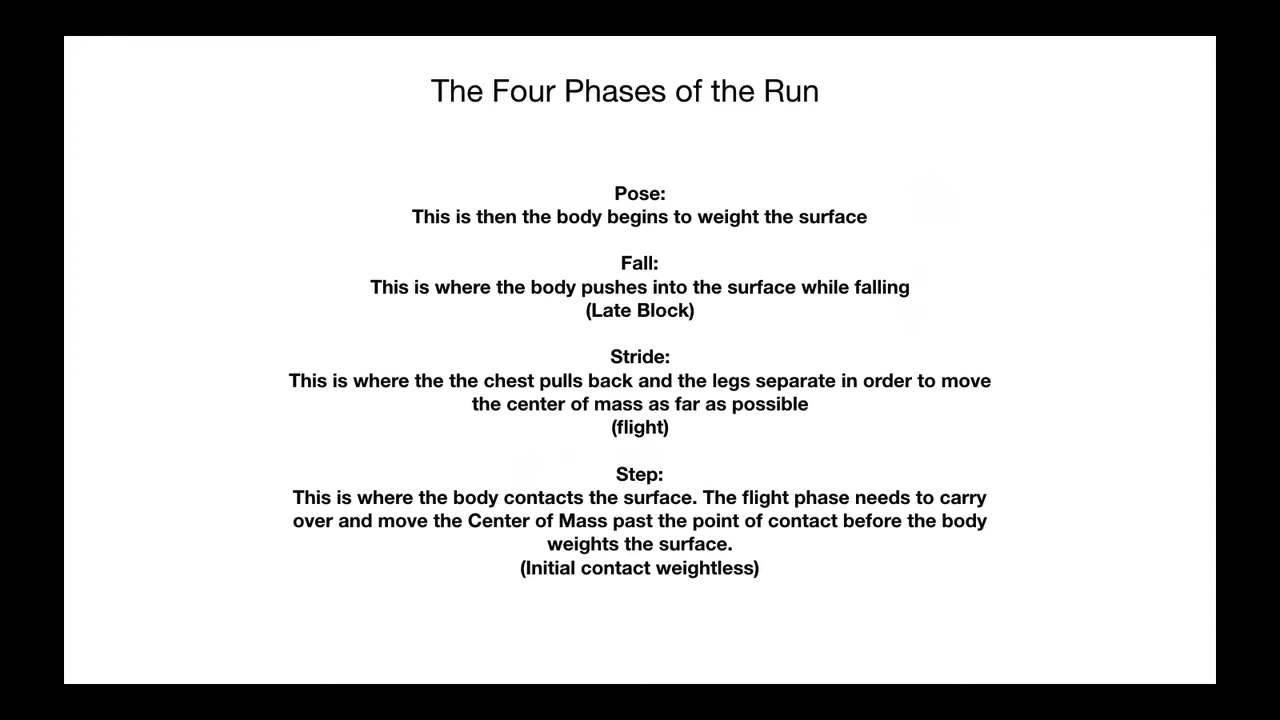 The Four Phases of the Run
Pose:
This is then the body begins to weight the surface
Fall:
This is where the body pushes into the surface while falling
(Late Block)
Stride:
This is where the the chest pulls back and the legs separate in order to move
the center of mass as far as possible
(flight)
Step:
This is where the body contacts the surface. The flight phase needs to carry
over and move the Center of Mass past the point of contact before the body
weights the surface.
(Initial contact weightless)